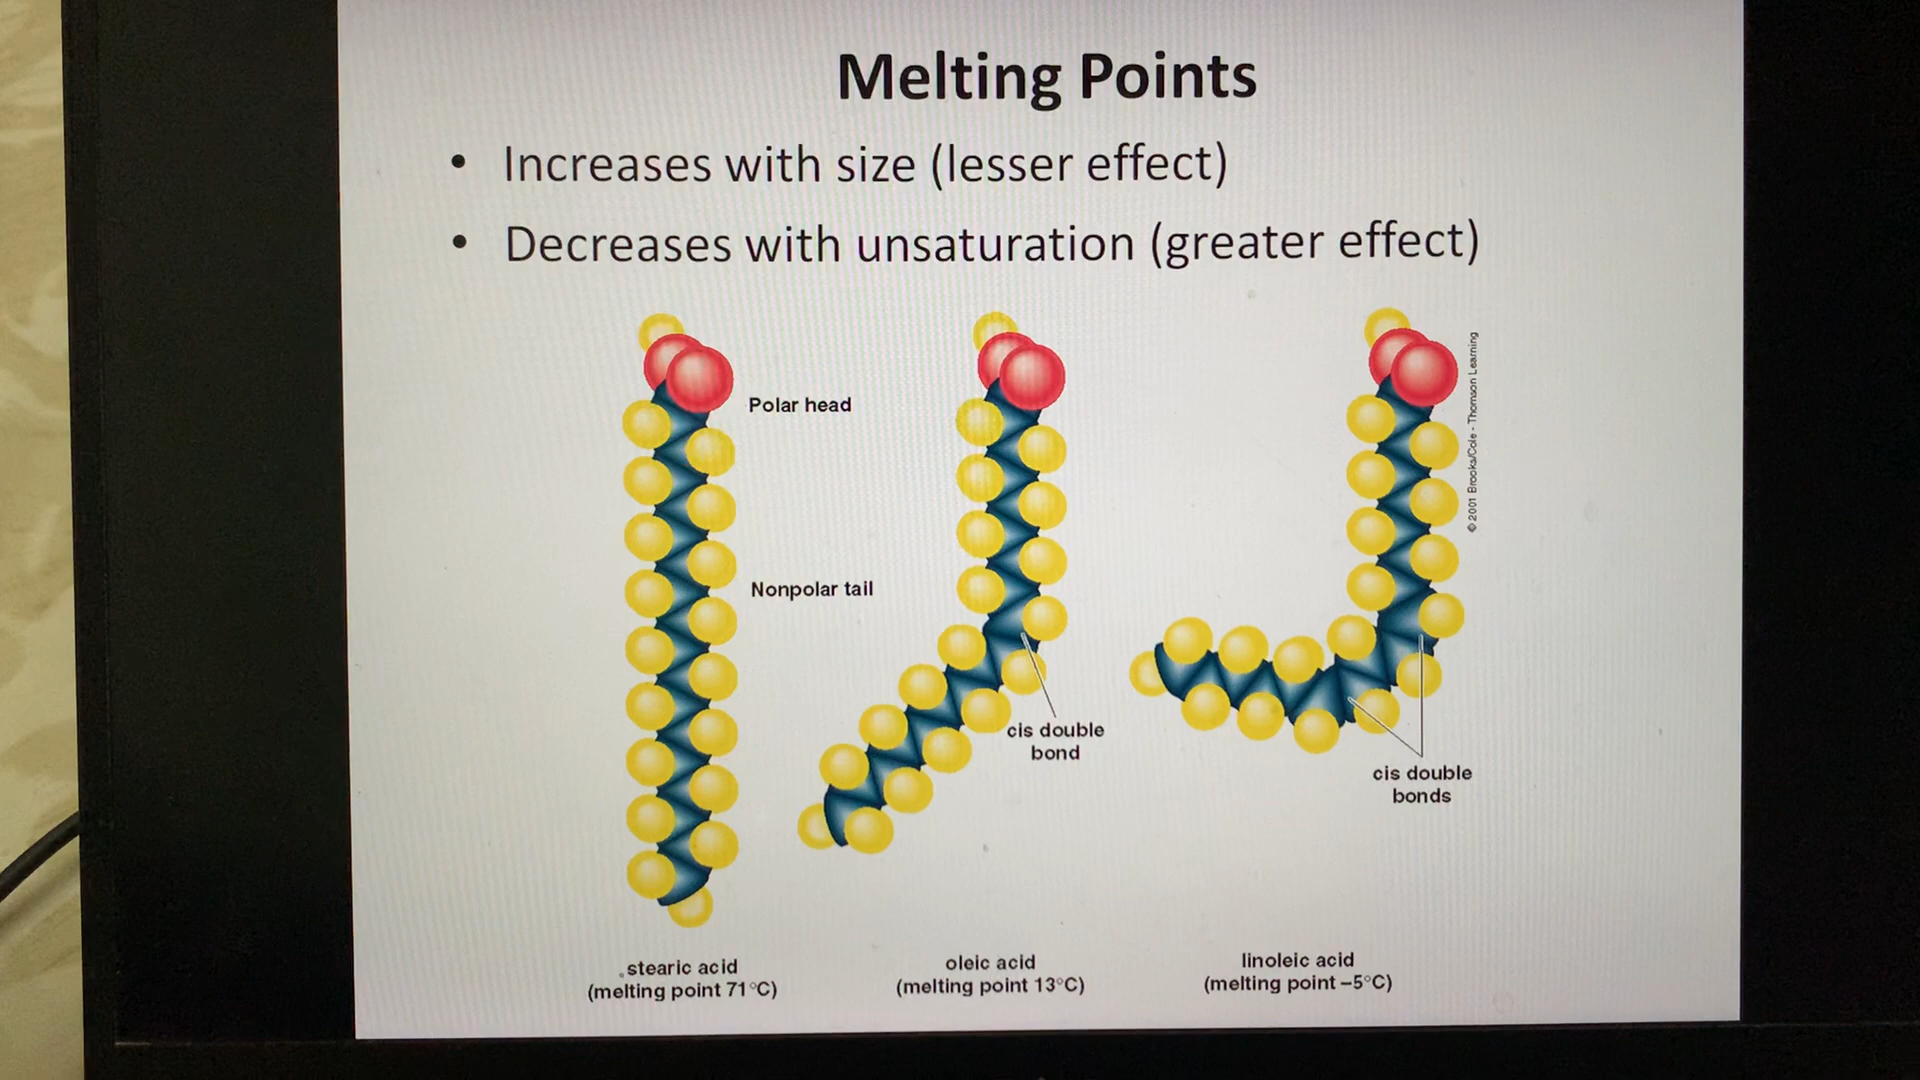 Melting Points
• Increases with size (lesser effect)
• Decreases with unsaturation (greater effect)
© 2001 Brooks/Cole - Thomson Learning
Polar head
Nonpolar tail
cis double
bond
cis double
bonds
stearic acid
(melting point 71°C)
oleic acid
(melting point 13°C)
linoleic acid
(melting point –5°C)